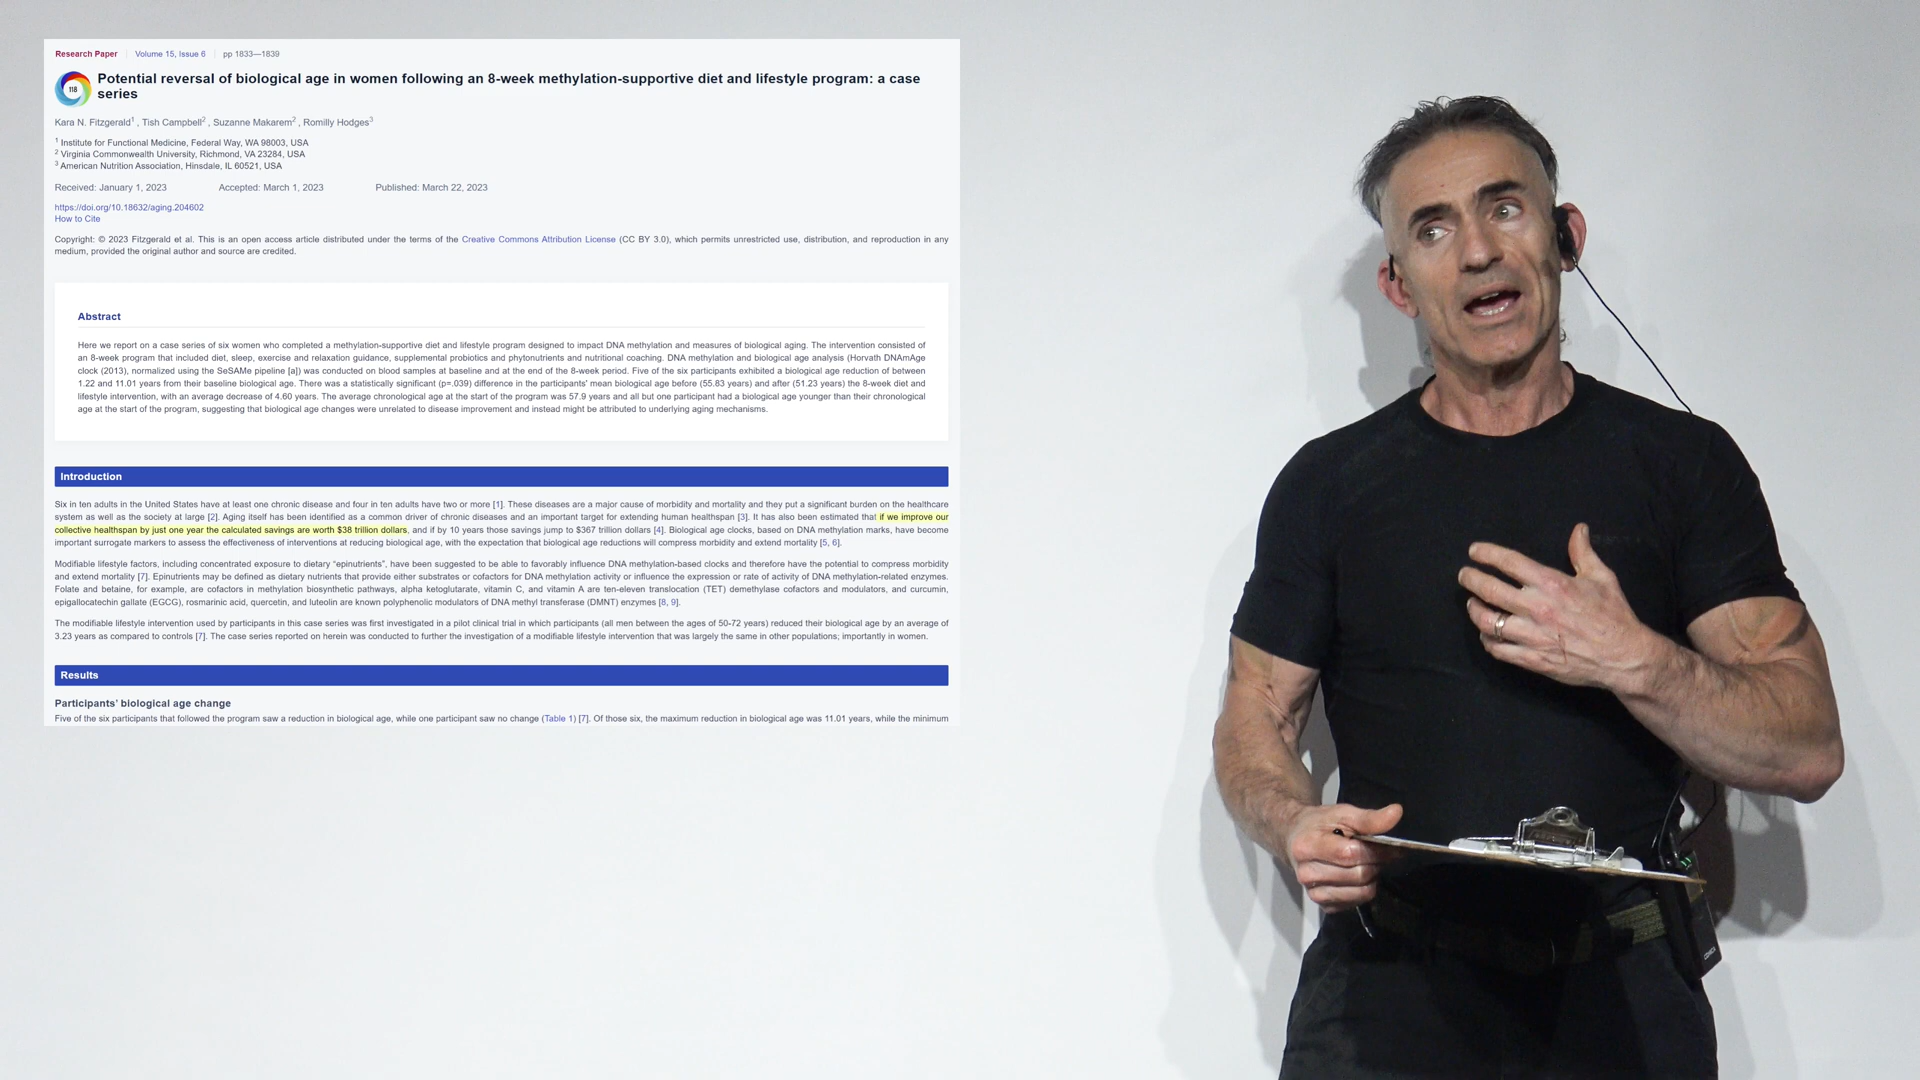 Research Paper Volume 15, Issue 6 pp 1833—1839
118
Potential reversal of biological age in women following an 8-week methylation-supportive diet and lifestyle program: a case
series
Kara N. Fitzgerald1 , Tish Campbell2 , Suzanne Makarem2 , Romilly Hodges3
1 Institute for Functional Medicine, Federal Way, WA 98003, USA
2 Virginia Commonwealth University, Richmond, VA 23284, USA
3 American Nutrition Association, Hinsdale, IL 60521, USA
Received: January 1, 2023 Accepted: March 1, 2023 Published: March 22, 2023
https://doi.org/10.18632/aging.204602
How to Cite
Copyright: © 2023 Fitzgerald et al. This is an open access article distributed under the terms of the Creative Commons Attribution License (CC BY 3.0), which permits unrestricted use, distribution, and reproduction in any
medium, provided the original author and source are credited.
Abstract
Here we report on a case series of six women who completed a methylation-supportive diet and lifestyle program designed to impact DNA methylation and measures of biological aging. The intervention consisted of
an 8-week program that included diet, sleep, exercise and relaxation guidance, supplemental probiotics and phytonutrients and nutritional coaching. DNA methylation and biological age analysis (Horvath DNAmAge
clock (2013), normalized using the SeSAMe pipeline [a]) was conducted on blood samples at baseline and at the end of the 8-week period. Five of the six participants exhibited a biological age reduction of between
1.22 and 11.01 years from their baseline biological age. There was a statistically significant (p=.039) difference in the participants' mean biological age before (55.83 years) and after (51.23 years) the 8-week diet and
lifestyle intervention, with an average decrease of 4.60 years. The average chronological age at the start of the program was 57.9 years and all but one participant had a biological age younger than their chronological
age at the start of the program, suggesting that biological age changes were unrelated to disease improvement and instead might be attributed to underlying aging mechanisms.
Introduction
Six in ten adults in the United States have at least one chronic disease and four in ten adults have two or more [1]. These diseases are a major cause of morbidity and mortality and they put a significant burden on the healthcare
system as well as the society at large [2]. Aging itself has been identified as a common driver of chronic diseases and an important target for extending human healthspan [3]. It has also been estimated that if we improve our
collective healthspan by just one year the calculated savings are worth $38 trillion dollars, and if by 10 years those savings jump to $367 trillion dollars [4]. Biological age clocks, based on DNA methylation marks, have become
important surrogate markers to assess the effectiveness of interventions at reducing biological age, with the expectation that biological age reductions will compress morbidity and extend mortality [5, 6].
Modifiable lifestyle factors, including concentrated exposure to dietary “epinutrients”, have been suggested to be able to favorably influence DNA methylation-based clocks and therefore have the potential to compress morbidity
and extend mortality [7]. Epinutrients may be defined as dietary nutrients that provide either substrates or cofactors for DNA methylation activity or influence the expression or rate of activity of DNA methylation-related enzymes.
Folate and betaine, for example, are cofactors in methylation biosynthetic pathways, alpha ketoglutarate, vitamin C, and vitamin A are ten-eleven translocation (TET) demethylase cofactors and modulators, and curcumin,
epigallocatechin gallate (EGCG), rosmarinic acid, quercetin, and luteolin are known polyphenolic modulators of DNA methyl transferase (DMNT) enzymes [8, 9].
The modifiable lifestyle intervention used by participants in this case series was first investigated in a pilot clinical trial in which participants (all men between the ages of 50-72 years) reduced their biological age by an average of
3.23 years as compared to controls [7]. The case series reported on herein was conducted to further the investigation of a modifiable lifestyle intervention that was largely the same in other populations; importantly in women.
Results
Participants’ biological age change
Five of the six participants that followed the program saw a reduction in biological age, while one participant saw no change (Table 1) [7]. Of those six, the maximum reduction in biological age was 11.01 years, while the minimum